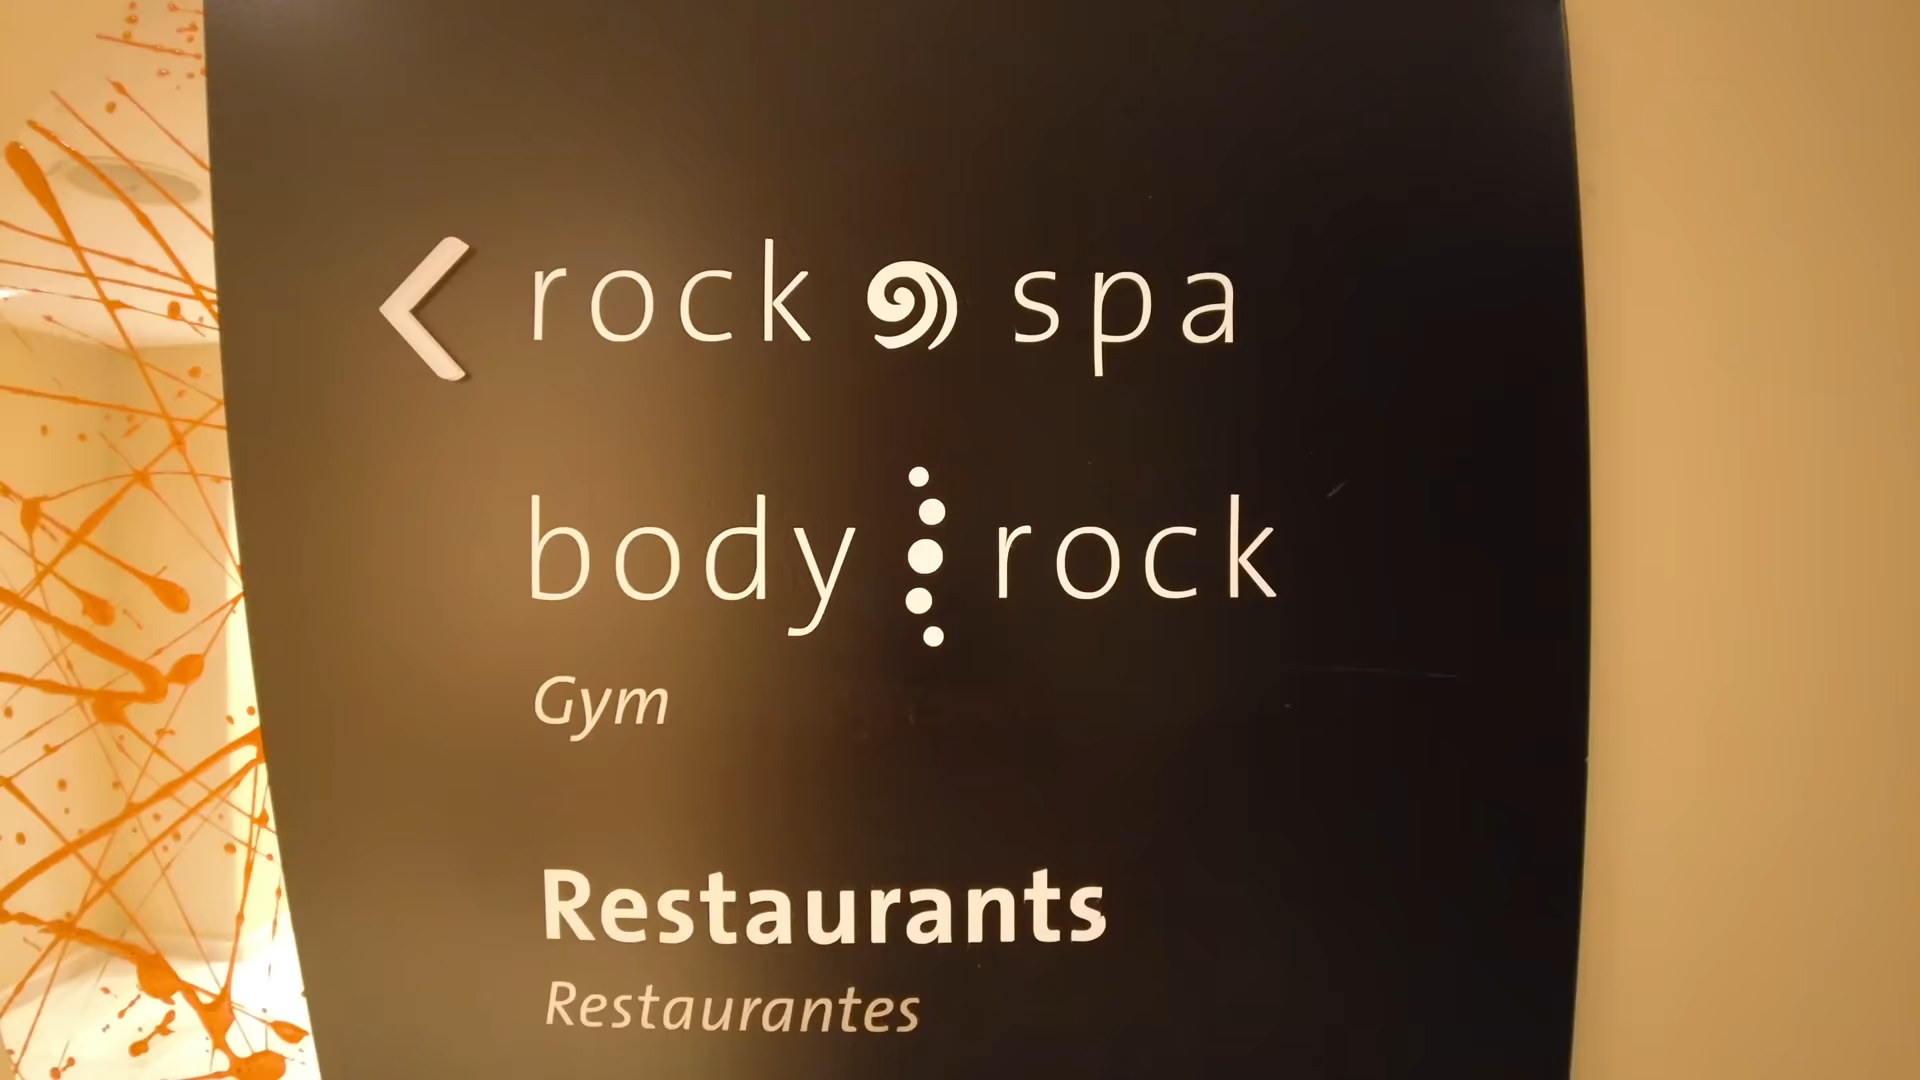 rock spa
body rock
Gym
Restaurants
Restaurantes